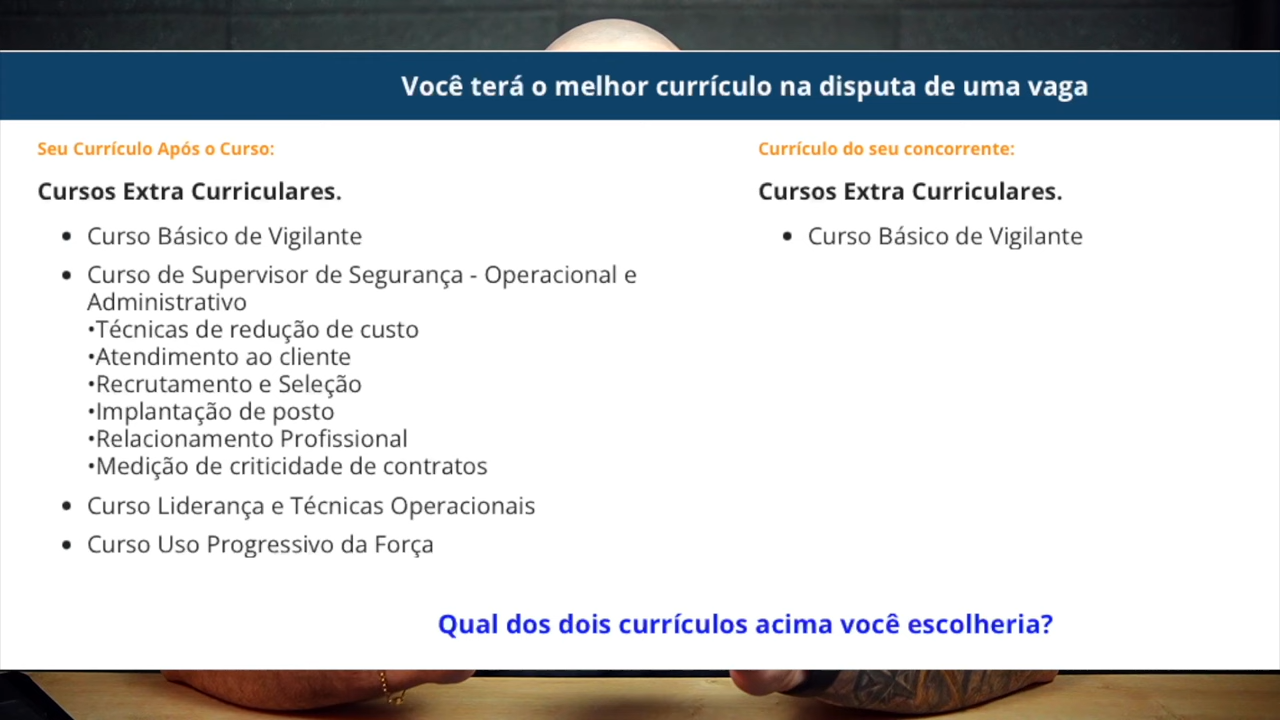 Você terá o melhor currículo na disputa de uma vaga
Seu Currículo Após o Curso:
Cursos Extra Curriculares.
• Curso Básico de Vigilante
• Curso de Supervisor de Segurança - Operacional e
Administrativo
•Técnicas de redução de custo
•Atendimento ao cliente
•Recrutamento e Seleção
•Implantação de posto
•Relacionamento Profissional
•Medição de criticidade de contratos
• Curso Liderança e Técnicas Operacionais
• Curso Uso Progressivo da Força
Currículo do seu concorrente:
Cursos Extra Curriculares.
• Curso Básico de Vigilante
Qual dos dois currículos acima você escolheria?